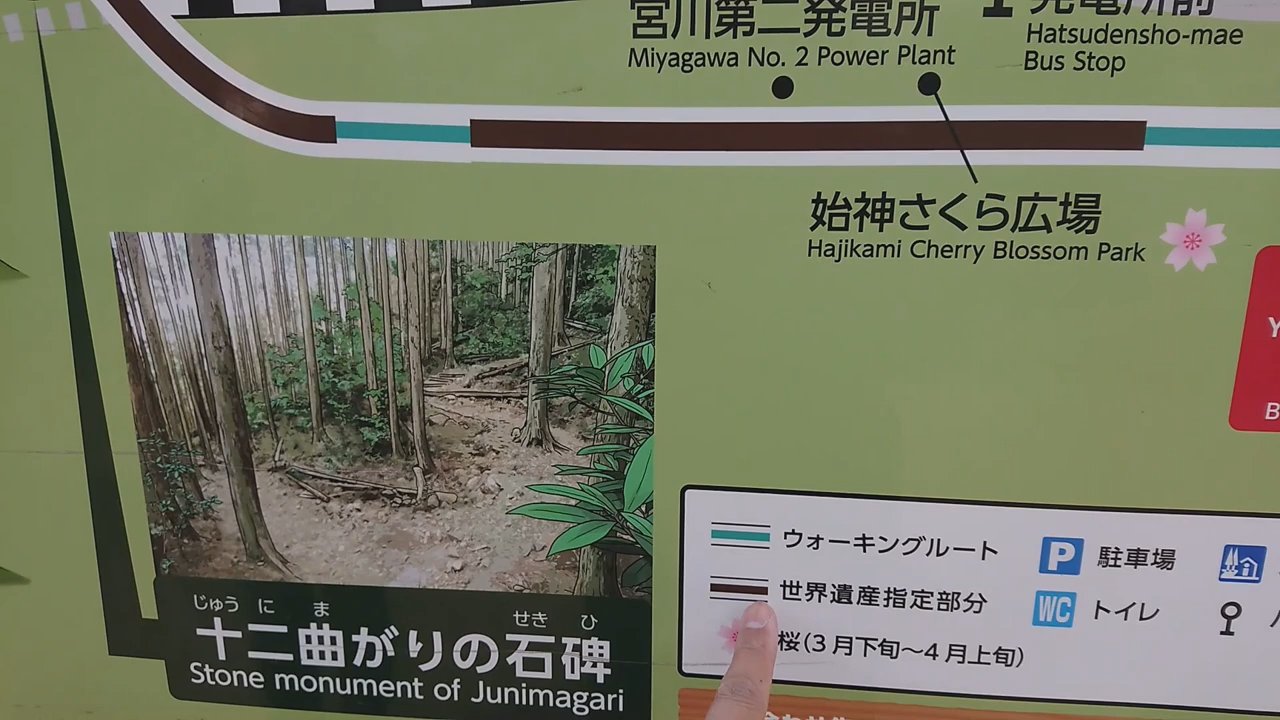 宮川第二発電所
Miyagawa No. 2 Power Plant
発電所前
Hatsudensho-mae
Bus Stop
始神さくら広場
Hajikami Cherry Blossom Park
じゅう に ま せき ひ
十二曲がりの石碑
Stone monument of Junimagari
ウォーキングルート
P 駐車場
世界遺産指定部分
WC トイレ
桜(3月下旬～4月上旬)